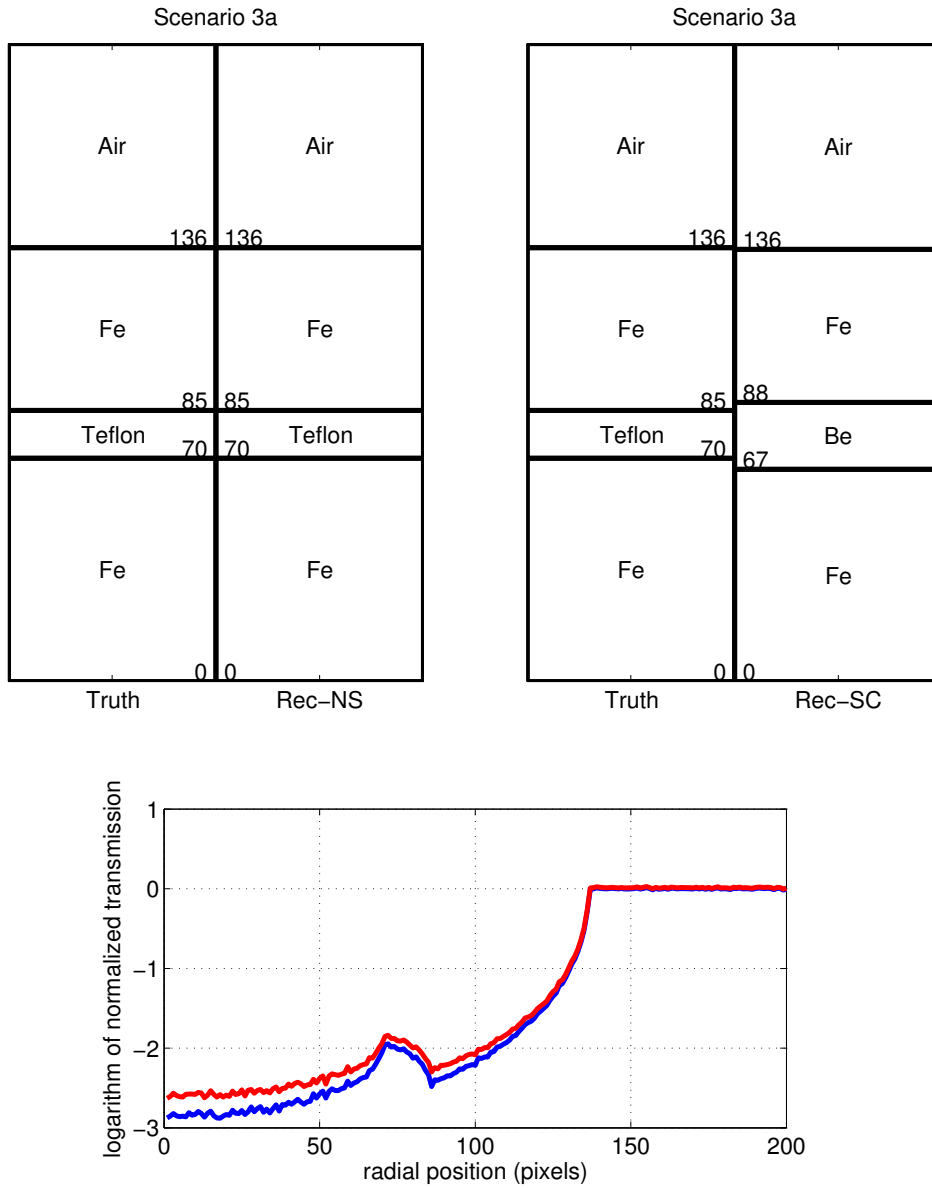 Scenario 3a
Air Air
136 136
Fe Fe
85 85
Teflon Teflon
70 70
Fe Fe
0 0
Truth Rec−NS
Scenario 3a
Air Air
136 136
Fe Fe
85 88
Teflon Be
70 67
Fe Fe
0 0
Truth Rec−SC
logarithm of normalized transmission
1
0
−1
−2
−3
0 50 100 150 200
radial position (pixels)